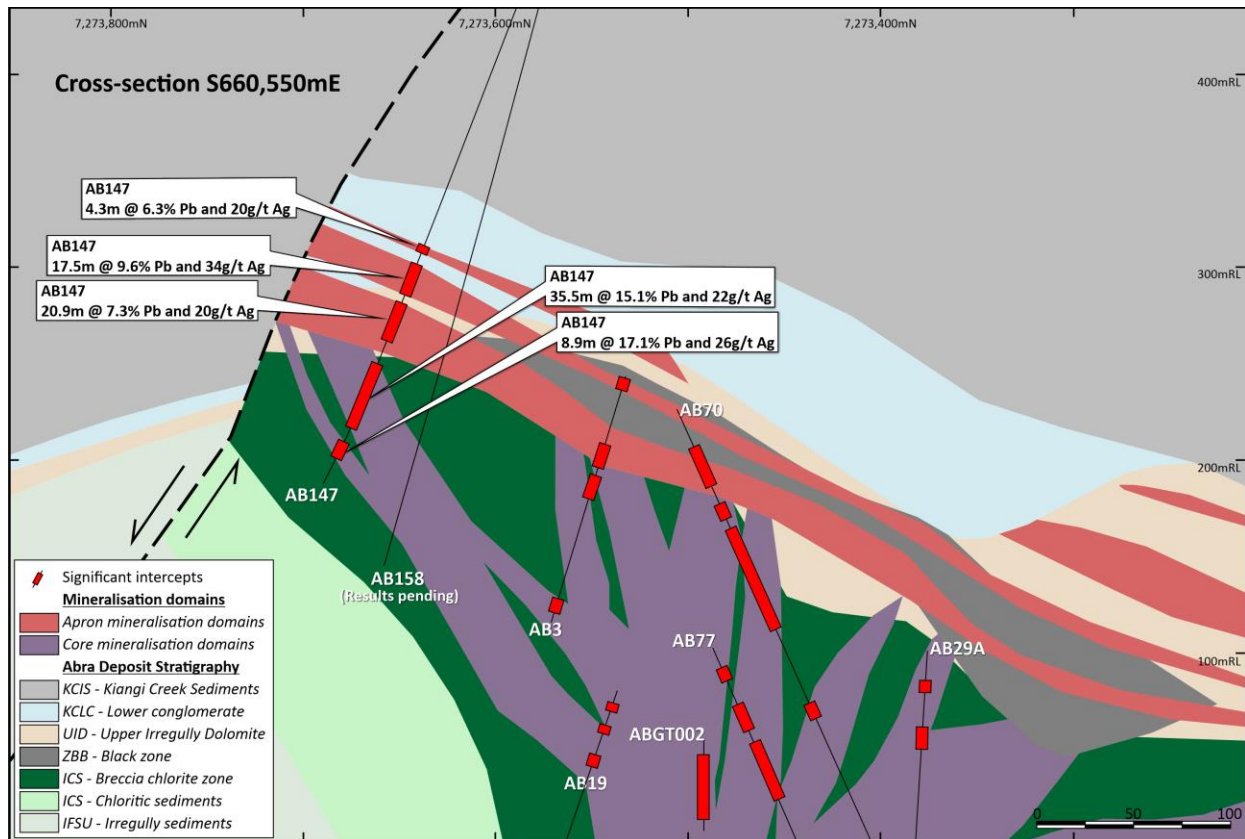 7,273,800mN
7,273,600mN
7,273,400mN
Cross-section S660,550mE
400mRL
AB147
4.3m @ 6.3% Pb and 20g/t Ag
AB147
17.5m @ 9.6% Pb and 34g/t Ag
300mRL
AB147
20.9m @ 7.3% Pb and 20g/t Ag
AB147
35.5m @ 15.1% Pb and 22g/t Ag
AB147
8.9m @ 17.1% Pb and 26g/t Ag
AB70
200mRL
AB147
AB158
(Results pending)
AB3
AB77
AB29A
100mRL
ABGT002
AB19
Significant intercepts
Mineralisation domains
Apron mineralisation domains
Core mineralisation domains
Abra Deposit Stratigraphy
KCIS - Kiangi Creek Sediments
KCLC - Lower conglomerate
UID - Upper Irregully Dolomite
ZBB - Black zone
ICS - Breccia chlorite zone
ICS - Chloritic sediments
IFSU - Irregully sediments
0 50 100